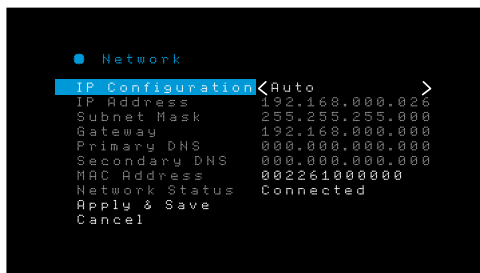 Network
IP Configuration Auto
IP Address 192.168.000.026
Subnet Mask 255.255.255.000
Gateway 192.168.000.000
Primary DNS 000.000.000.000
Secondary DNS 000.000.000.000
MAC Address 002261000000
Network Status Connected
Apply & Save
Cancel